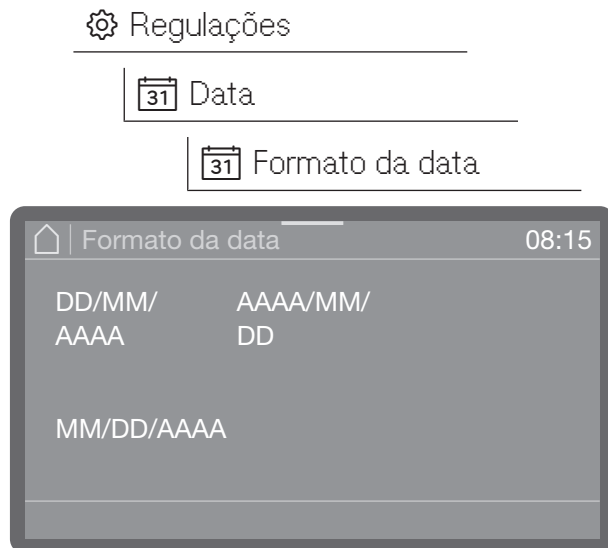 Regulações
31 Data
31 Formato da data
Formato da data 08:15
DD/MM/ AAAA/MM/
AAAA DD
MM/DD/AAAA